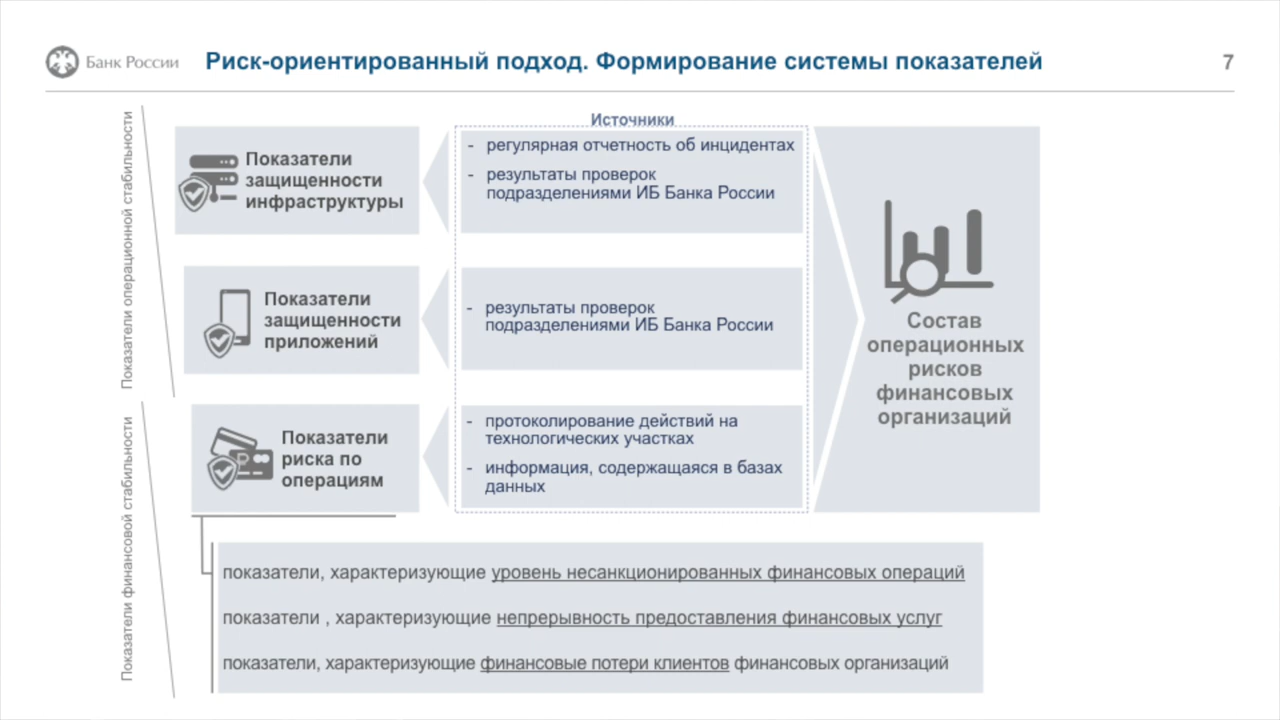 Банк России
Риск-ориентированный подход. Формирование системы показателей
7
Показатели операционной стабильности
Показатели финансовой стабильности
Источники
Показатели
защищенности
инфраструктуры
- регулярная отчетность об инцидентах
- результаты проверок
подразделениями ИБ Банка России
Показатели
защищенности
приложений
- результаты проверок
подразделениями ИБ Банка России
Показатели
риска по
операциям
- протоколирование действий на
технологических участках
- информация, содержащаяся в базах
данных
Состав
операционных
рисков
финансовых
организаций
показатели, характеризующие уровень несанкционированных финансовых операций
показатели , характеризующие непрерывность предоставления финансовых услуг
показатели, характеризующие финансовые потери клиентов финансовых организаций